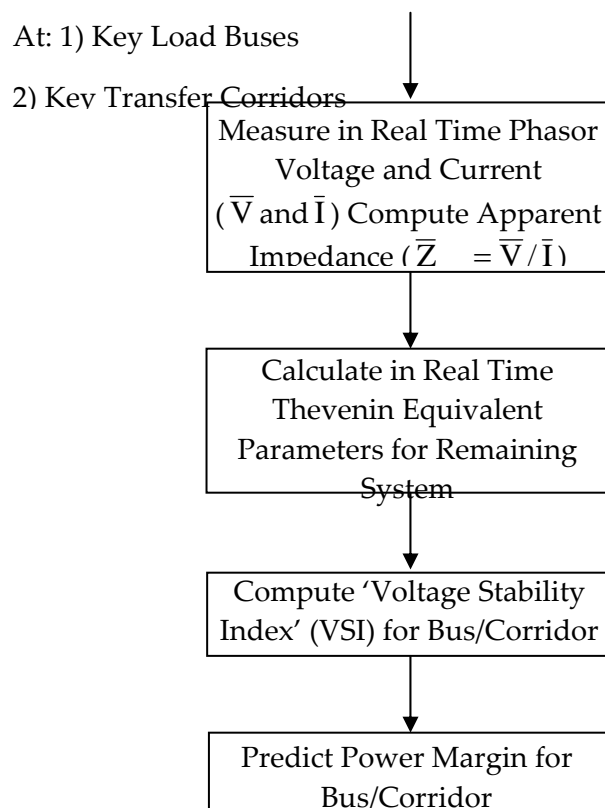 At: 1) Key Load Buses
2) Key Transfer Corridors
Measure in Real Time Phasor
Voltage and Current
( V̅ and I̅ ) Compute Apparent
Impedance ( Z̅ = V̅ / I̅ )
Calculate in Real Time
Thevenin Equivalent
Parameters for Remaining
System
Compute ‘Voltage Stability
Index’ (VSI) for Bus/Corridor
Predict Power Margin for
Bus/Corridor